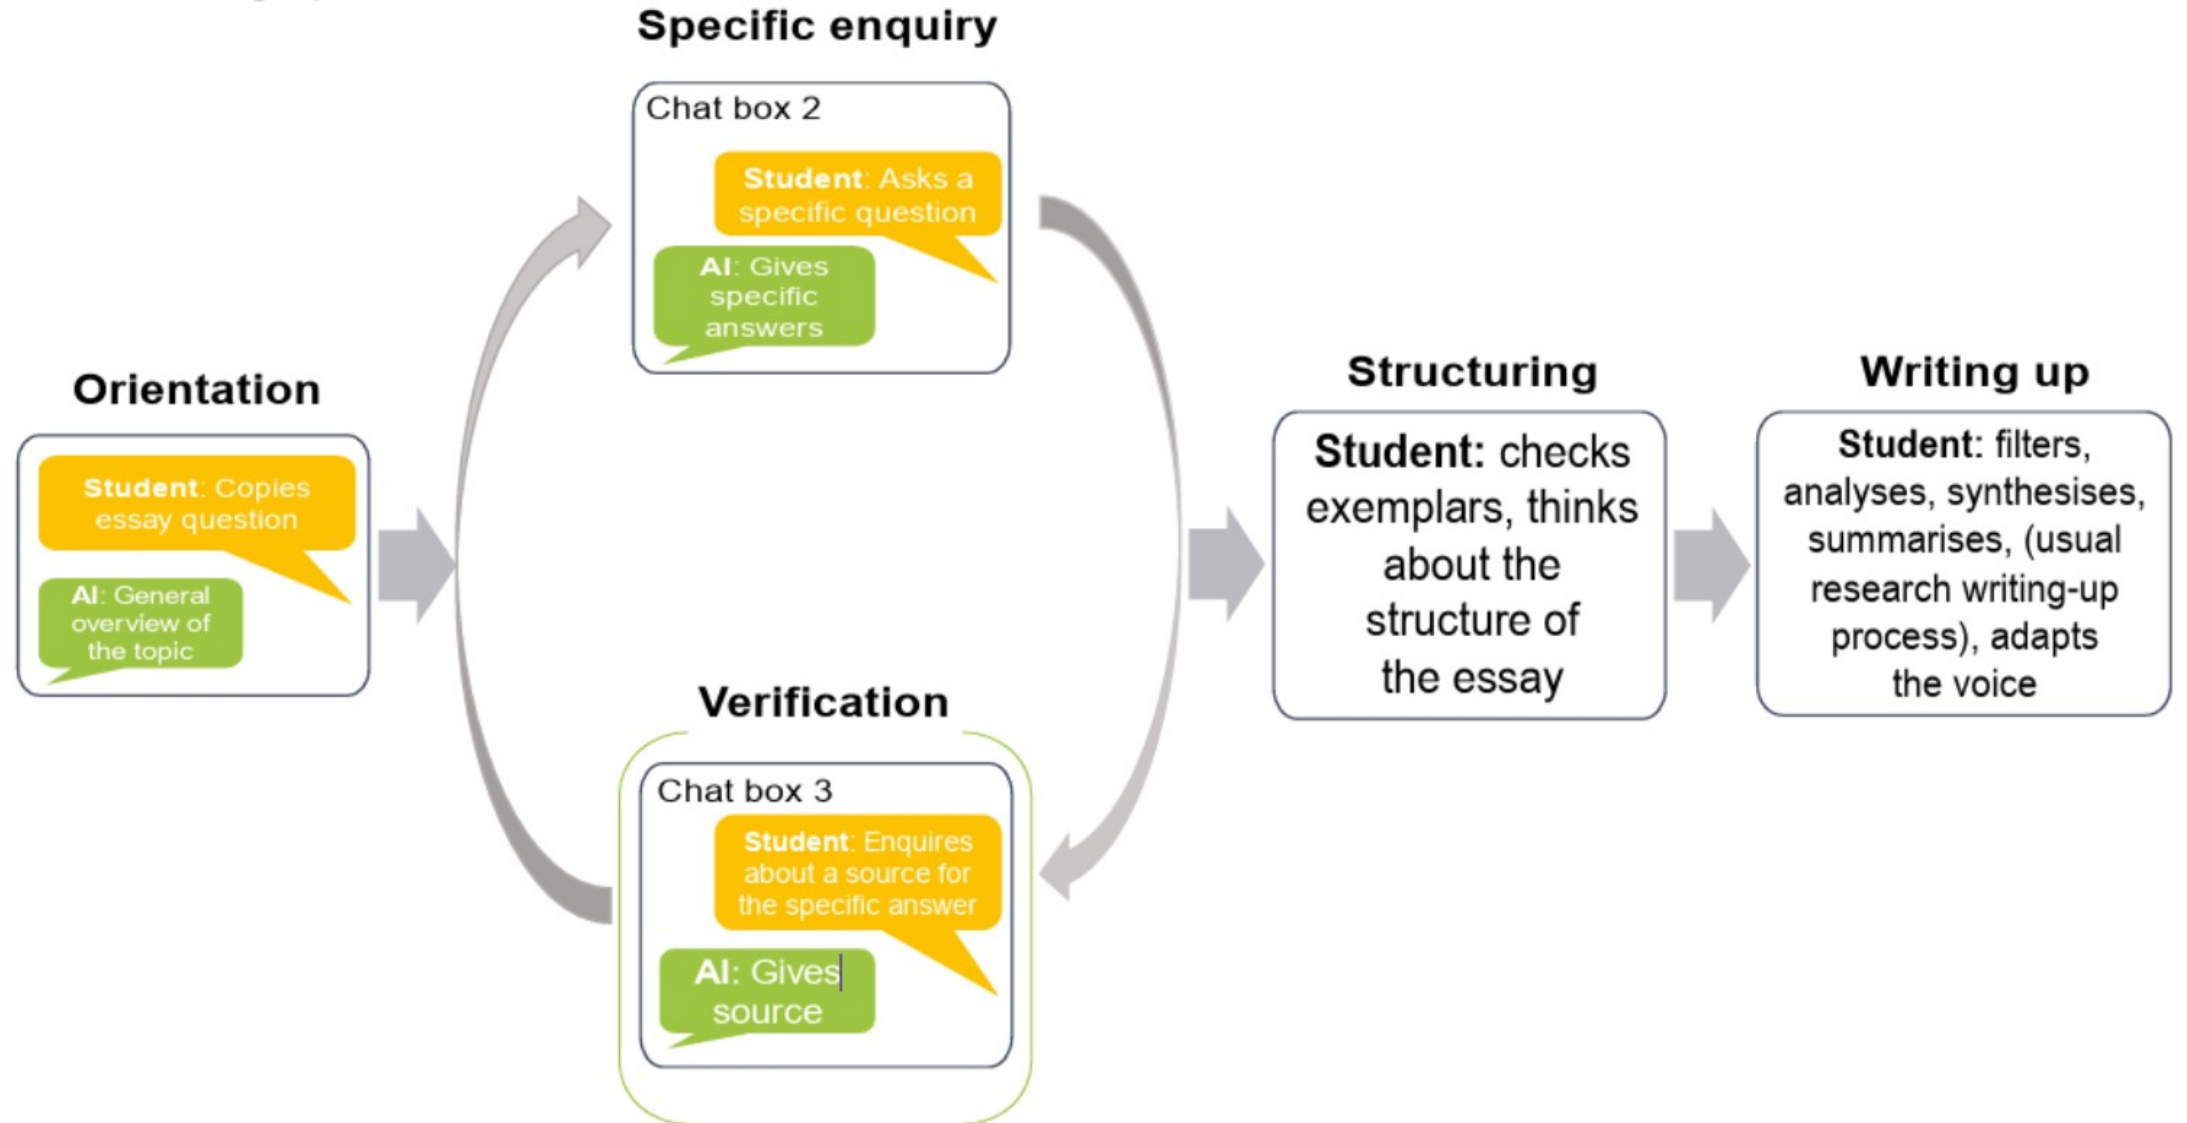 Specific enquiry
Chat box 2
Student: Asks a
specific question
AI: Gives
specific
answers
Orientation
Student: Copies
essay question
AI: General
overview of
the topic
Verification
Chat box 3
Student: Enquires
about a source for
the specific answer
AI: Gives
source
Structuring
Student: checks
exemplars, thinks
about the
structure of
the essay
Writing up
Student: filters,
analyses, synthesises,
summarises, (usual
research writing-up
process), adapts
the voice